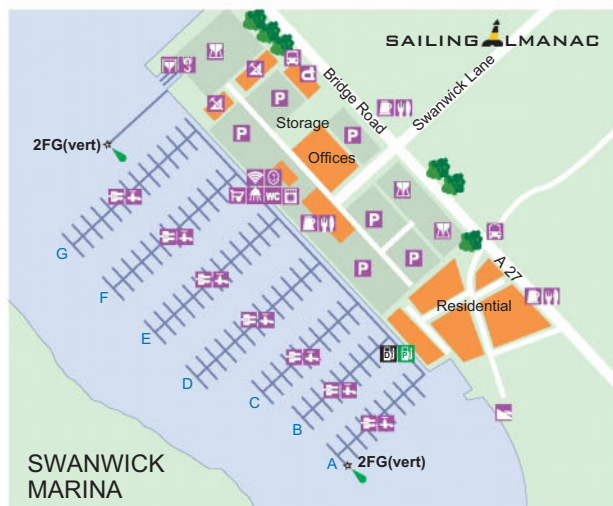 SAILING ALMANAC
Bridge Road
Swanwick Lane
P
P
P
Storage
2FG(vert)
Offices
WC
P
P
P
G
F
A 27
Residential
E
D
P
D
C
B
A
2FG(vert)
SWANWICK
MARINA